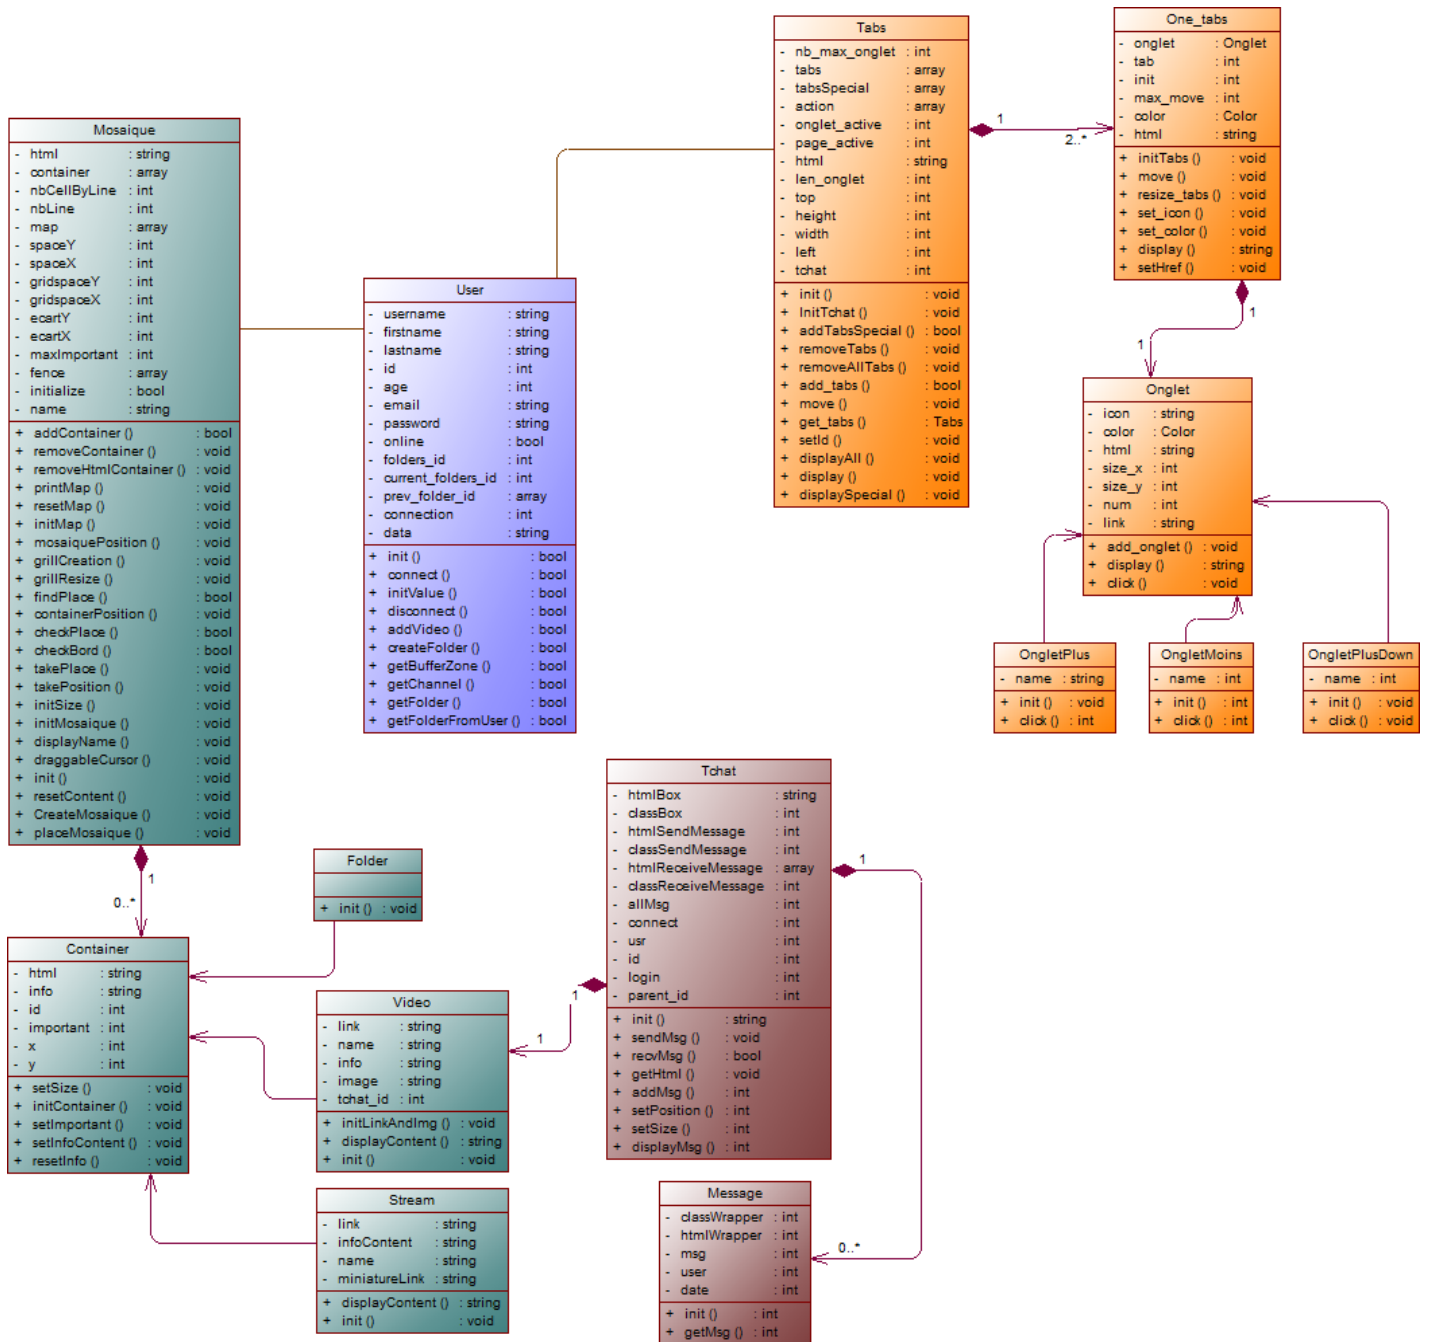 Mosaique
- html : string
- container : array
- nbCellByLine : int
- nbLine : int
- map : array
- spaceY : int
- spaceX : int
- gridspaceY : int
- gridspaceX : int
- ecartY : int
- ecartX : int
- maxImportant : int
- fence : array
- initialize : bool
- name : string
+ addContainer () : bool
+ removeContainer () : void
+ removeHtmlContainer () : void
+ printMap () : void
+ resetMap () : void
+ initMap () : void
+ mosaiquePosition () : void
+ grillCreation () : void
+ grillResize () : void
+ findPlace () : bool
+ containerPosition () : void
+ checkPlace () : bool
+ checkBord () : bool
+ takePlace () : void
+ takePosition () : void
+ initSize () : void
+ initMosaique () : void
+ displayName () : void
+ draggableCursor () : void
+ init () : void
+ resetContent () : void
+ CreateMosaique () : void
+ placeMosaique () : void
1
0..*
Container
- html : string
- info : string
- id : int
- important : int
- x : int
- y : int
+ setSize () : void
+ initContainer () : void
+ setImportant () : void
+ setInfoContent () : void
+ resetInfo () : void
User
- username : string
- firstname : string
- lastname : string
- id : int
- age : int
- email : string
- password : string
- online : bool
- folders_id : int
- current_folders_id : int
- prev_folder_id : array
- connection : int
- data : string
+ init () : bool
+ connect () : bool
+ initValue () : bool
+ disconnect () : bool
+ addVideo () : bool
+ createFolder () : bool
+ getBufferZone () : bool
+ getChannel () : bool
+ getFolder () : bool
+ getFolderFromUser () : bool
Folder
+ init () : void
Video
- link : string
- name : string
- info : string
- image : string
- tchat_id : int
+ initLinkAndImg () : void
+ displayContent () : string
+ init () : void
Stream
- link : string
- infoContent : string
- name : string
- miniatureLink : string
+ displayContent () : string
+ init () : void
Tabs
- nb_max_onglet : int
- tabs : array
- tabsSpecial : array
- action : array
- onglet_active : int
- page_active : int
- html : string
- len_onglet : int
- top : int
- height : int
- width : int
- left : int
- tchat : int
+ init () : void
+ InitTchat () : void
+ addTabsSpecial () : bool
+ removeTabs () : void
+ removeAllTabs () : void
+ add_tabs () : bool
+ move () : void
+ get_tabs () : Tabs
+ setId () : void
+ displayAll () : void
+ display () : void
+ displaySpecial () : void
1
2..*
One_tabs
- onglet : Onglet
- tab : int
- init : int
- max_move : int
- color : Color
- html : string
+ initTabs () : void
+ move () : void
+ resize_tabs () : void
+ set_icon () : void
+ set_color () : void
+ display () : string
+ setHref () : void
1
1
Onglet
- icon : string
- color : Color
- html : string
- size_x : int
- size_y : int
- num : int
- link : string
+ add_onglet () : void
+ display () : string
+ click () : void
OngletPlus
- name : string
+ init () : void
+ click () : int
OngletMoins
- name : int
+ init () : int
+ click () : int
OngletPlusDown
- name : int
+ init () : void
+ click () : void
Tchat
- htmlBox : string
- classBox : int
- htmlSendMessage : int
- classSendMessage : int
- htmlReceiveMessage : array
- classReceiveMessage : int
- allMsg : int
- connect : int
- usr : int
- id : int
- login : int
- parent_id : int
+ init () : string
+ sendMsg () : void
+ recvMsg () : bool
+ getHtml () : void
+ addMsg () : int
+ setPosition () : int
+ setSize () : int
+ displayMsg () : int
1
1
1
0..*
Message
- classWrapper : int
- htmlWrapper : int
- msg : int
- user : int
- date : int
+ init () : int
+ getMsg () : int